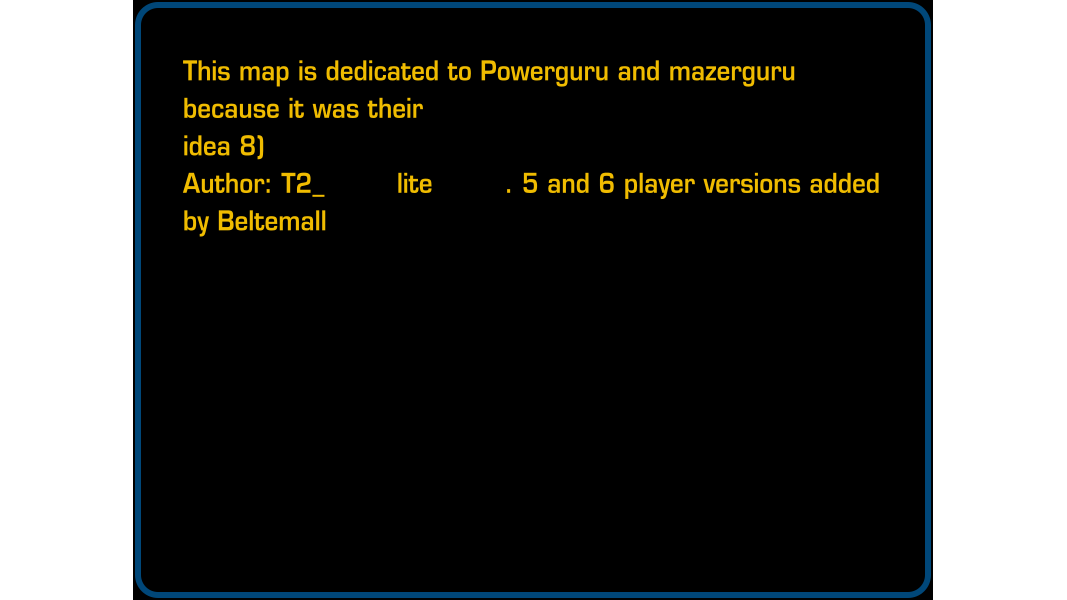 This map is dedicated to Powerguru and mazerguru
because it was their
idea 8)
Author: T2_ lite . 5 and 6 player versions added
by Beltemall